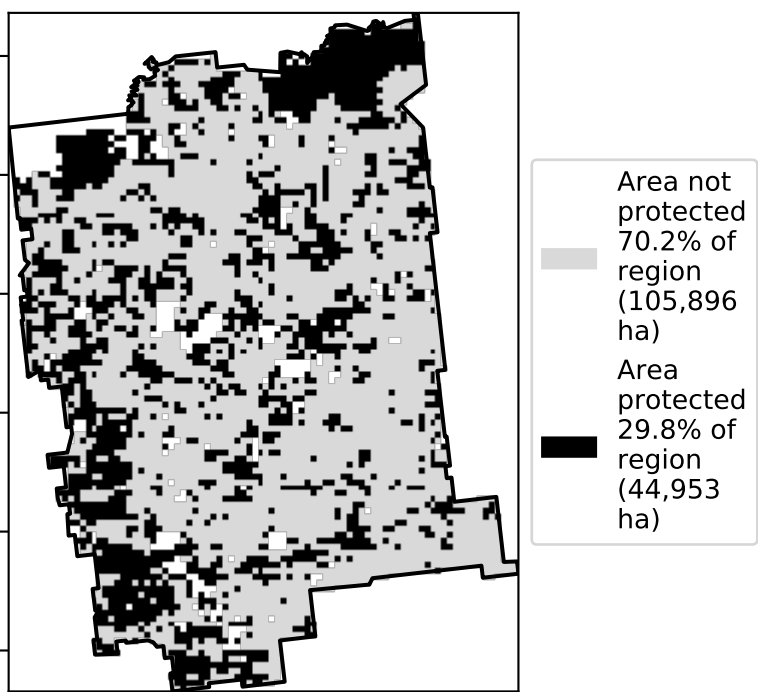 Area not
protected
70.2% of
region
(105,896
ha)
Area
protected
29.8% of
region
(44,953
ha)